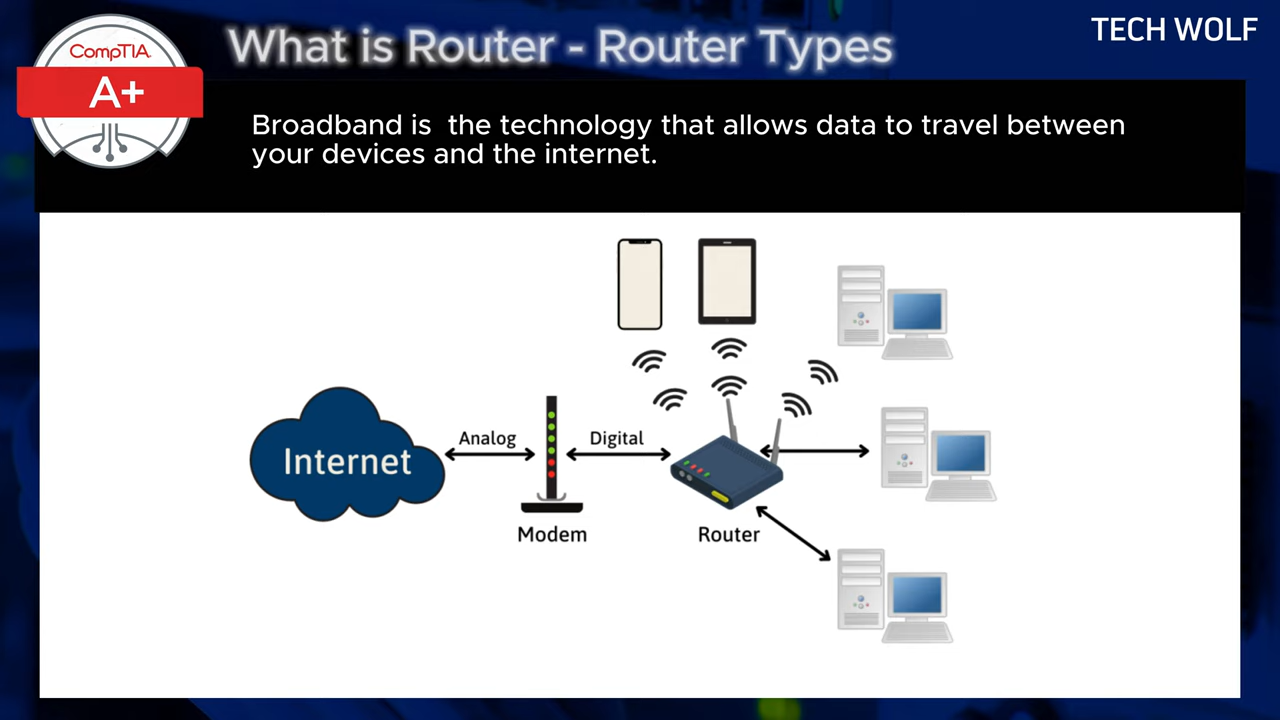 CompTIA.
A+
What is Router - Router Types
TECH WOLF
Broadband is  the technology that allows data to travel between
your devices and the internet.
Internet
Analog
Digital
Modem
Router